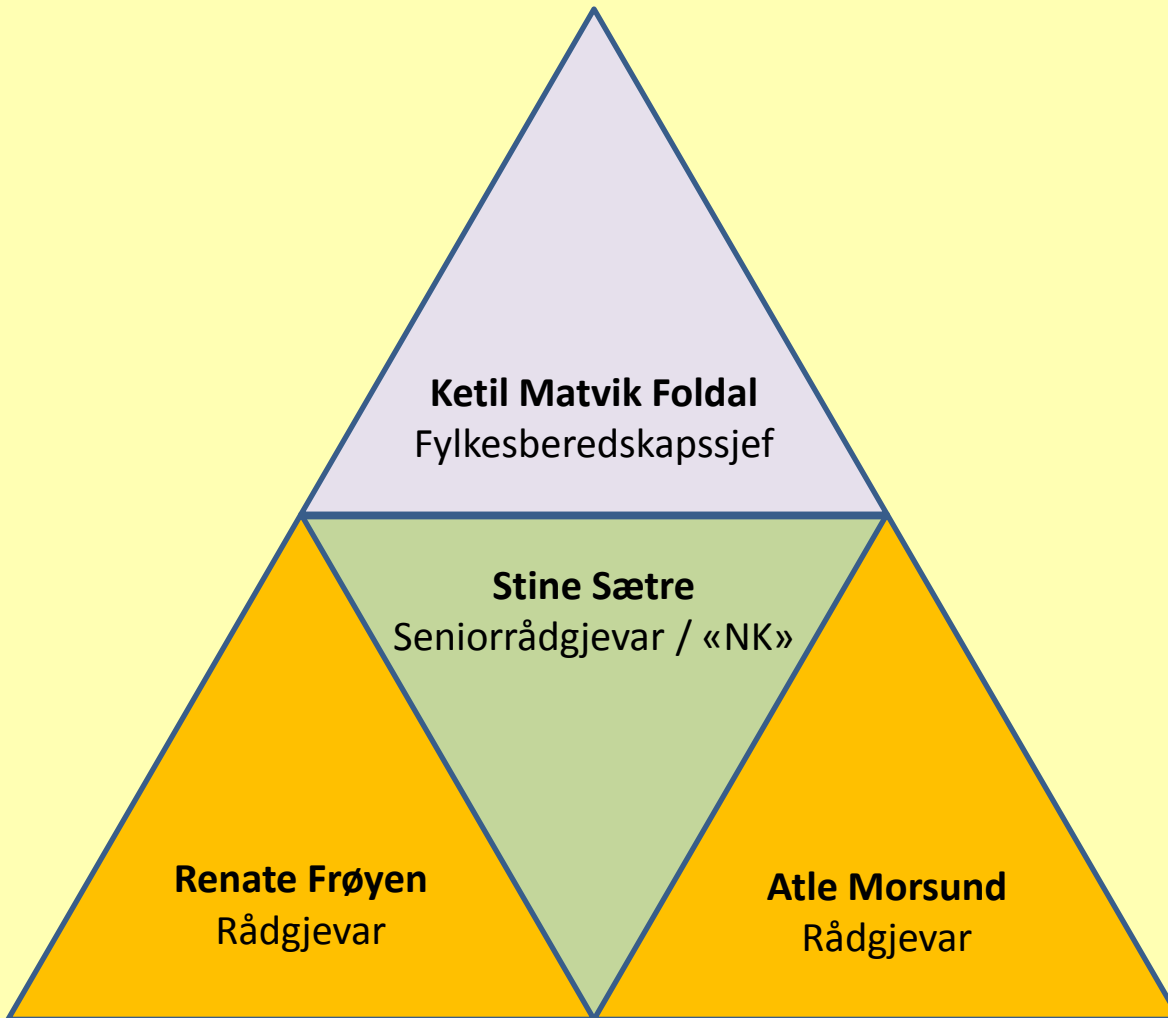 Ketil Matvik Foldal
Fylkesberedskapssjef
Stine Sætre
Seniorrådgjevar / «NK»
Renate Frøyen
Rådgjevar
Atle Morsund
Rådgjevar